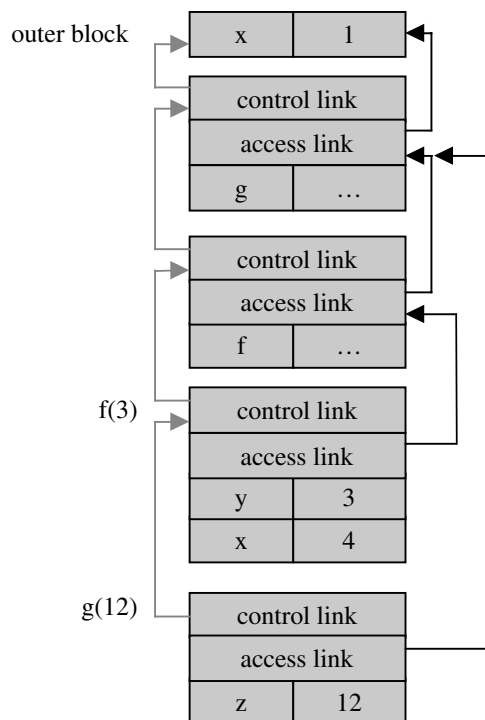 outer block x 1
control link
access link
g ...
control link
access link
f ...
f(3) control link
access link
y 3
x 4
g(12) control link
access link
z 12